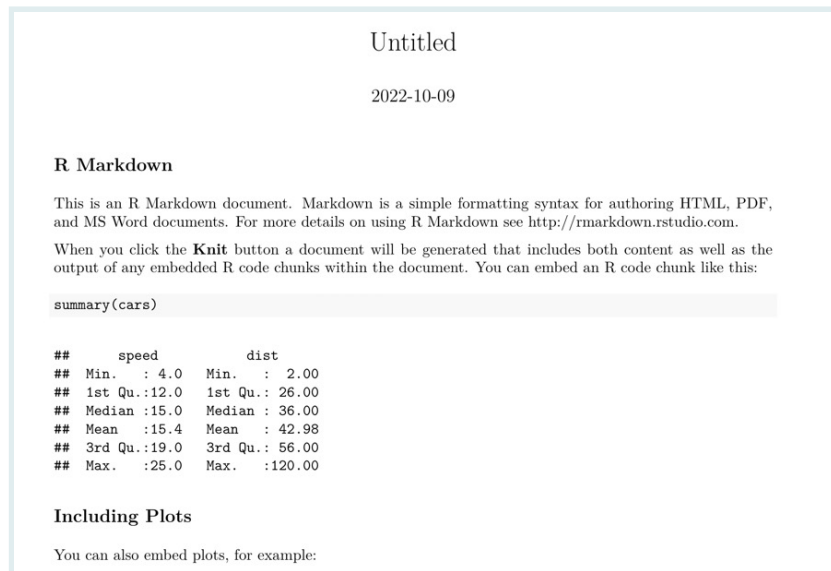 Untitled
2022-10-09
R Markdown
This is an R Markdown document. Markdown is a simple formatting syntax for authoring HTML, PDF,
and MS Word documents. For more details on using R Markdown see http://rmarkdown.rstudio.com.
When you click the Knit button a document will be generated that includes both content as well as the
output of any embedded R code chunks within the document. You can embed an R code chunk like this:
summary(cars)
##      speed           dist
##  Min.   : 4.0   Min.   :  2.00
##  1st Qu.:12.0   1st Qu.: 26.00
##  Median :15.0   Median : 36.00
##  Mean   :15.4   Mean   : 42.98
##  3rd Qu.:19.0   3rd Qu.: 56.00
##  Max.   :25.0   Max.   :120.00
Including Plots
You can also embed plots, for example: